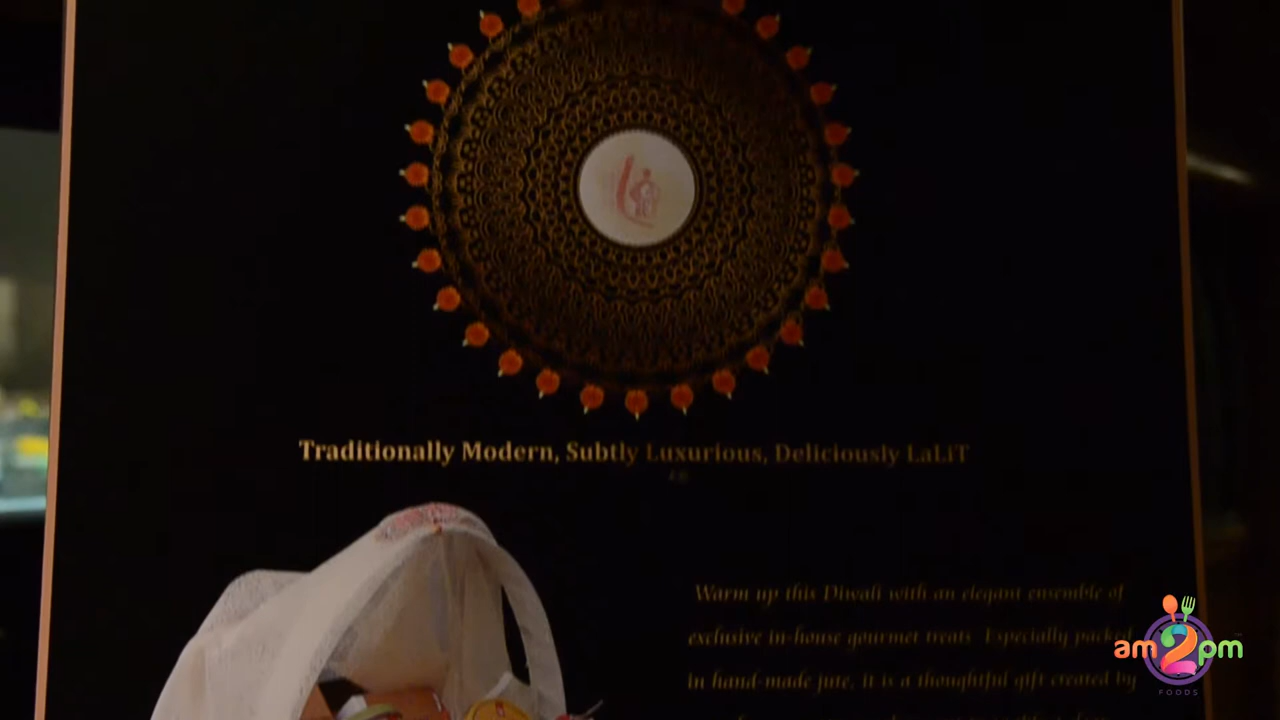 Traditionally Modern, Subtly Luxurious, Deliciously LaLiT
Warm up this Diwali with an elegant ensemble of
exclusive in-house gourmet treats Especially packed
in hand-made jute, it is a thoughtful gift created by
am2pm
FOODS